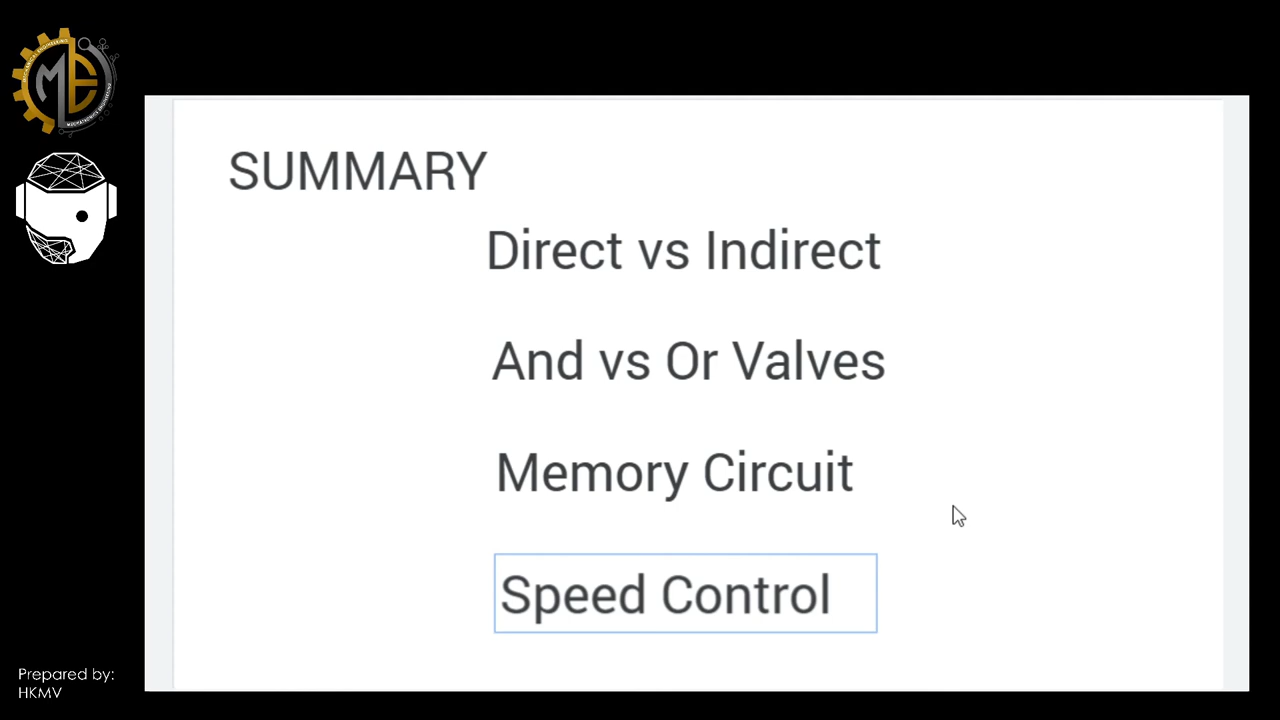 SUMMARY
Direct vs Indirect
And vs Or Valves
Memory Circuit
Speed Control
Prepared by:
HKMV